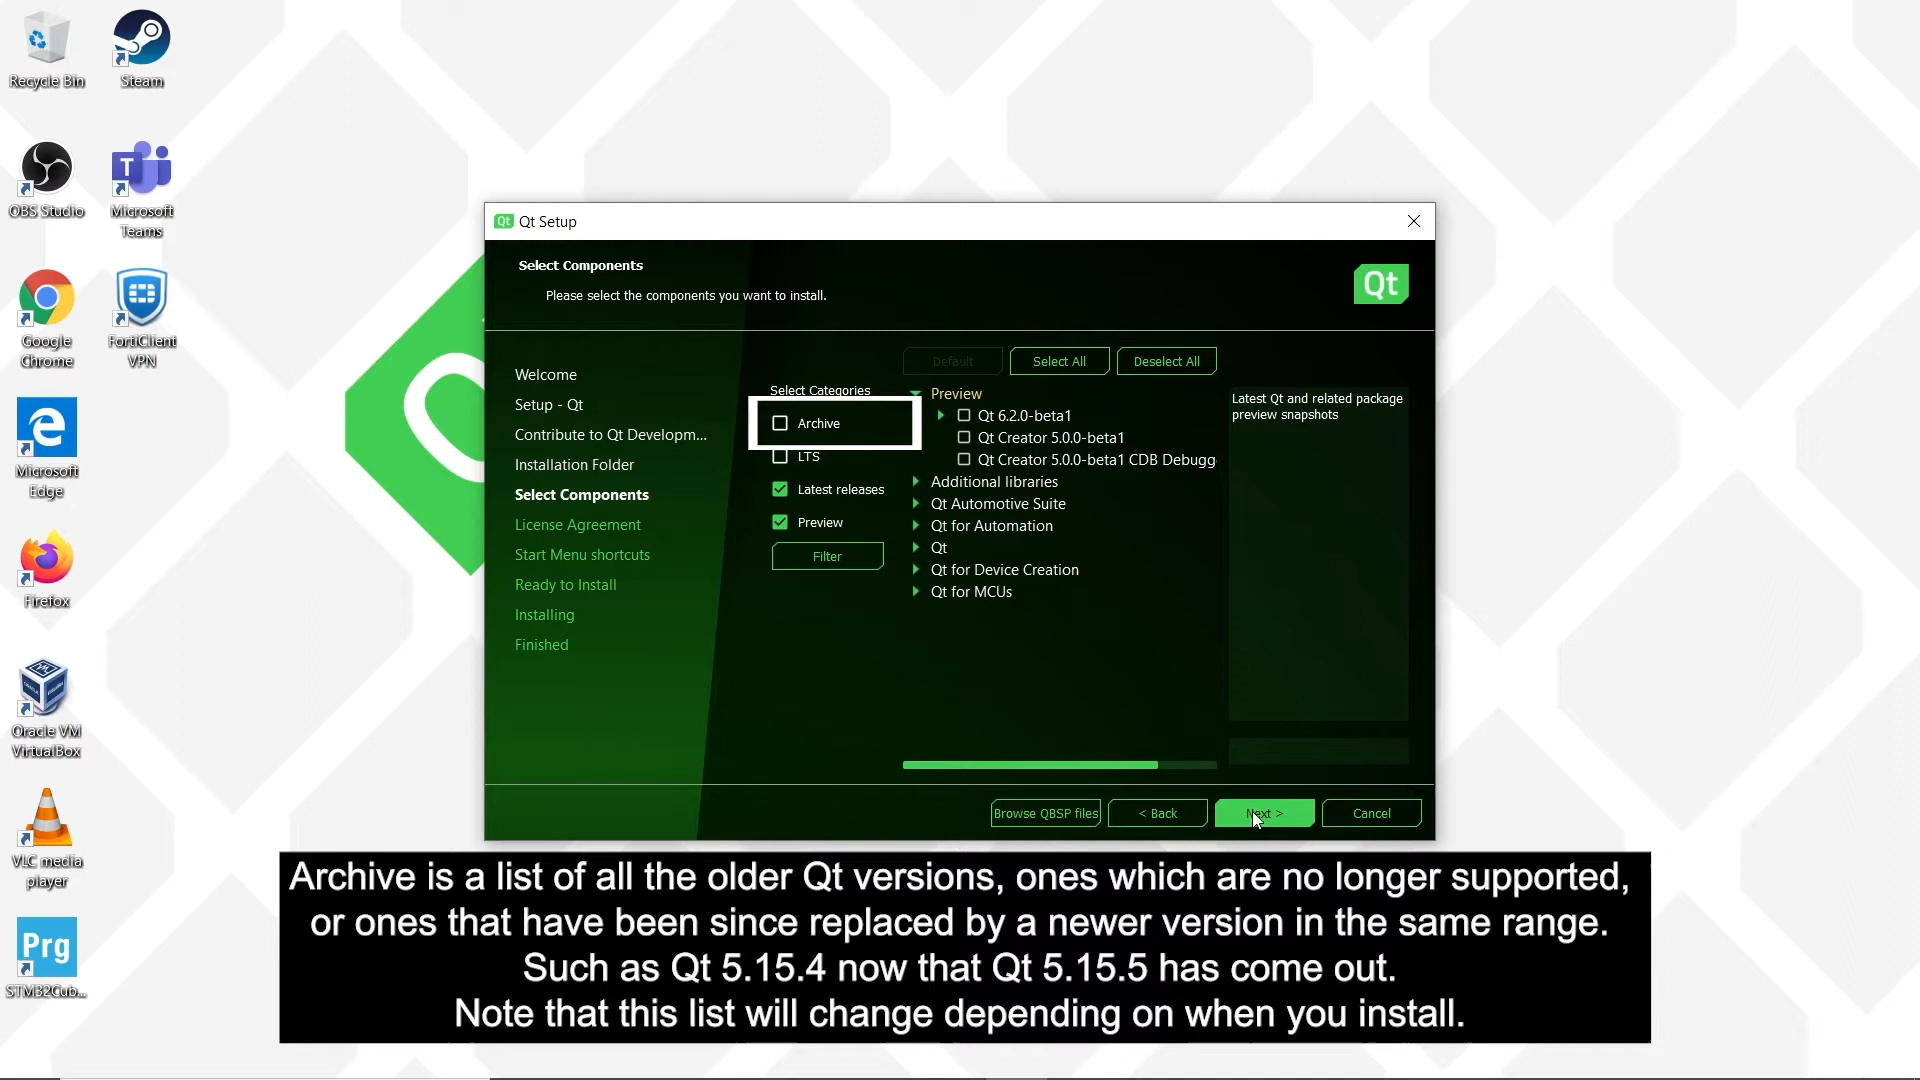 Recycle Bin
Steam
OBS Studio
T
Microsoft
Teams
Google
Chrome
FortiClient
VPN
Microsoft
Edge
Firefox
Oracle VM
VirtualBox
VLC media
player
Prg
STM32Cub...
Qt Qt Setup
Select Components
Please select the components you want to install.
Qt
Welcome
Setup - Qt
Contribute to Qt Developm...
Installation Folder
Select Components
License Agreement
Start Menu shortcuts
Ready to Install
Installing
Finished
Default
Select All
Deselect All
Select Categories
Archive
LTS
Latest releases
Preview
Filter
Preview
Qt 6.2.0-beta1
Qt Creator 5.0.0-beta1
Qt Creator 5.0.0-beta1 CDB Debugg
Additional libraries
Qt Automotive Suite
Qt for Automation
Qt
Qt for Device Creation
Qt for MCUs
Latest Qt and related package
preview snapshots
Browse QBSP files
< Back
Next >
Cancel
Archive is a list of all the older Qt versions, ones which are no longer supported,
or ones that have been since replaced by a newer version in the same range.
Such as Qt 5.15.4 now that Qt 5.15.5 has come out.
Note that this list will change depending on when you install.